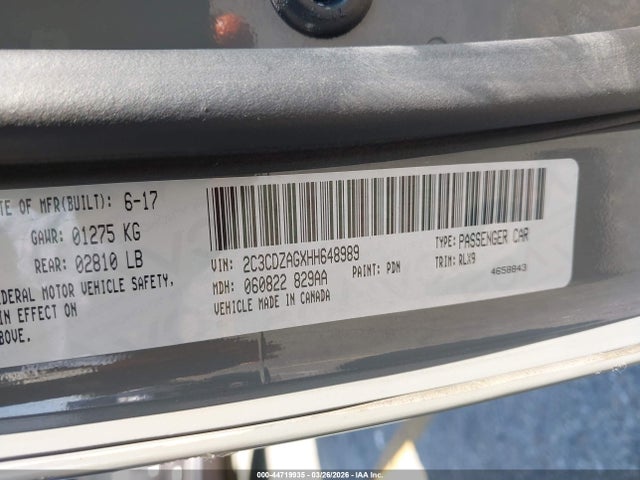 TE OF MFR(BUILT): 6-17
GAWR: 01275 KG
REAR: 02810 LB
DERAL MOTOR VEHICLE SAFETY,
IN EFFECT ON
BOVE.
VIN: 2C3CDZAGXHH648989
TYPE: PASSENGER CAR
MDH: 060822 829AA
PAINT: PDN
TRIM: RLX9
VEHICLE MADE IN CANADA
4658843
000-44719935 - 03/26/2026 - IAA Inc.